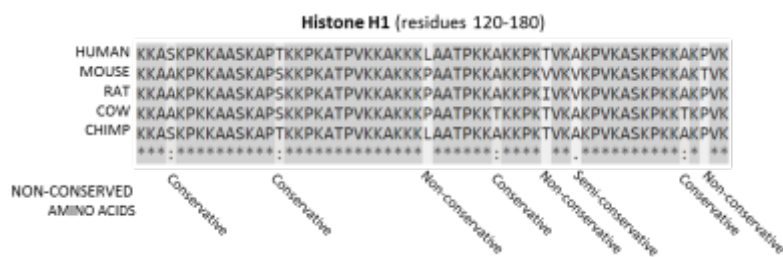 Histone H1 (residues 120-180)
HUMAN KKASKPKKAASKAPTKKPKATPVKKAKKKLAATPKKAKKPKTVKAKPVKASKPKKAKPVK
MOUSE KKAAKPKKAASKAPSKKPKATPVKKAKKKPAATPKKAKKPKVVKVKPVKASKPKKAKTVK
RAT KKAAKPKKAASKAPSKKPKATPVKKAKKKPAATPKKAKKPKIVKVKPVKASKPKKAKPVK
COW KKAAKPKKAASKAPSKKPKATPVKKAKKKPAATPKKTKKPKTVKAKPVKASKPKKTKPVK
CHIMP KKASKPKKAASKAPTKKPKATPVKKAKKKLAATPKKAKKPKTVKAKPVKASKPKKAKPVK
***:**********:************** ******:**** **:**********:* **
NON-CONSERVED
AMINO ACIDS
Conservative
Conservative
Non-conservative
Conservative
Non-conservative
Semi-conservative
Conservative
Non-conservative